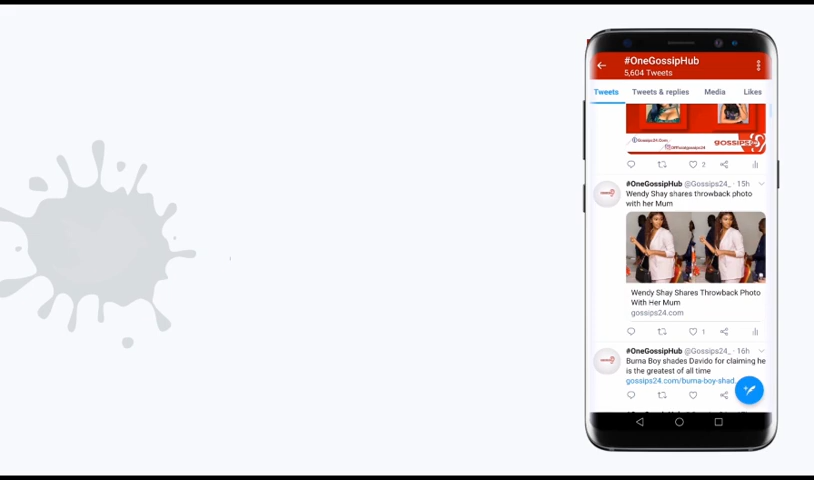 #OneGossipHub
5,604 Tweets
Tweets Tweets & replies Media Likes
gossips24
2
#OneGossipHub @Gossips24_ · 15h
Wendy Shay shares throwback photo
with her Mum
Wendy Shay Shares Throwback Photo
With Her Mum
gossips24.com
1
#OneGossipHub @Gossips24_ · 16h
Burna Boy shades Davido for claiming he
is the greatest of all time
gossips24.com/burna-boy-shad...